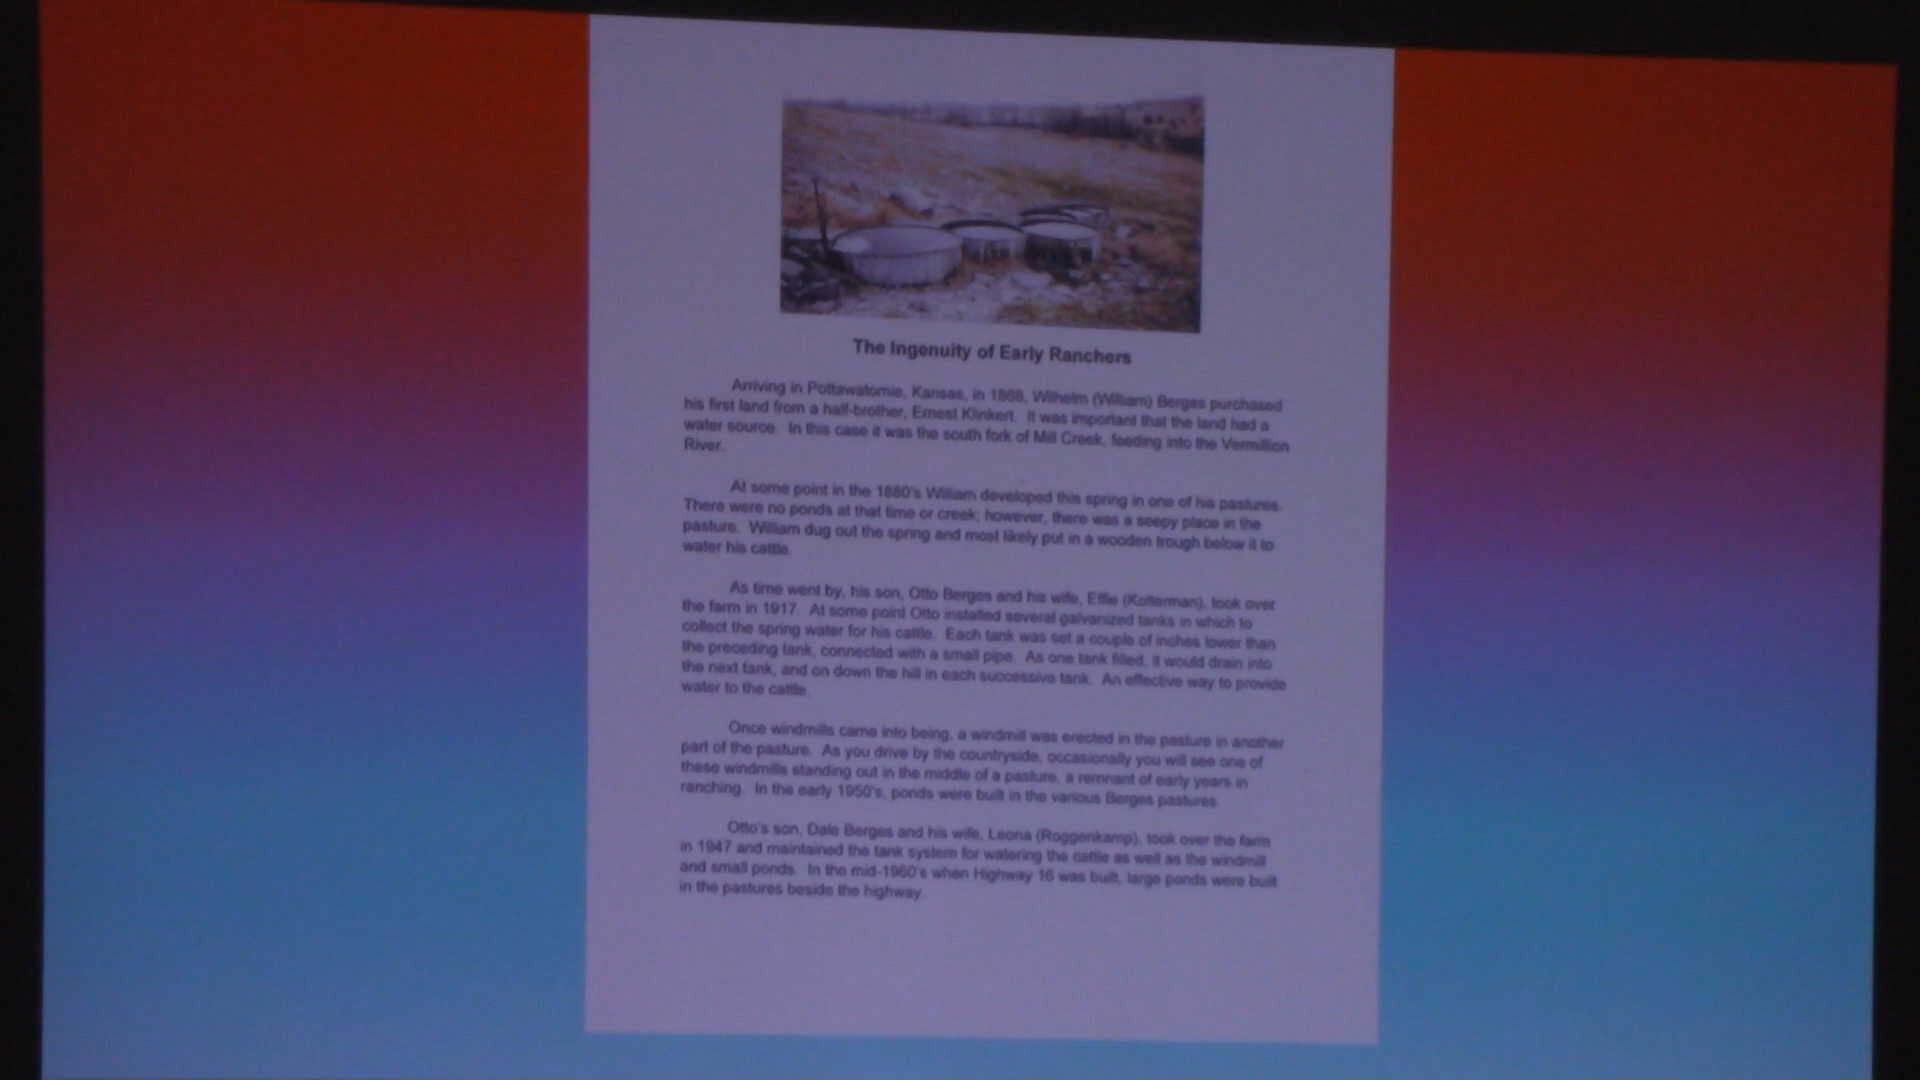 The Ingenuity of Early Ranchers
Arriving in Pottawatomie, Kansas, in 1868, Wilhelm (William) Berges purchased
his first land from a half-brother, Ernest Klinkert. It was important that the land had a
water source. In this case it was the south fork of Mill Creek, feeding into the Vermillion
River.
At some point in the 1880's William developed this spring in one of his pastures.
There were no ponds at that time or creek; however, there was a seepy place in the
pasture. William dug out the spring and most likely put in a wooden trough below it to
water his cattle.
As time went by, his son, Otto Berges and his wife, Effie (Kolterman), took over
the farm in 1917. At some point Otto installed several galvanized tanks in which to
collect the spring water for his cattle. Each tank was set a couple of inches lower than
the preceding tank, connected with a small pipe. As one tank filled, it would drain into
the next tank, and on down the hill in each successive tank. An effective way to provide
water to the cattle.
Once windmills came into being, a windmill was erected in the pasture in another
part of the pasture. As you drive by the countryside, occasionally you will see one of
these windmills standing out in the middle of a pasture, a remnant of early years in
ranching. In the early 1950's, ponds were built in the various Berges pastures.
Otto's son, Dale Berges and his wife, Leona (Roggenkamp), took over the farm
in 1947 and maintained the tank system for watering the cattle as well as the windmill
and small ponds. In the mid-1960's when Highway 16 was built, large ponds were built
in the pastures beside the highway.